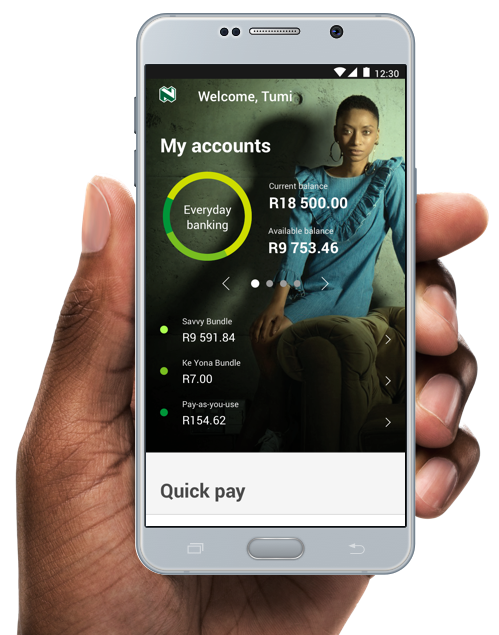 12:30
Welcome, Tumi
My accounts
Everyday
banking
Current balance
R18 500.00
Available balance
R9 753.46
Savvy Bundle
R9 591.84
Ke Yona Bundle
R7.00
Pay-as-you-use
R154.62
Quick pay